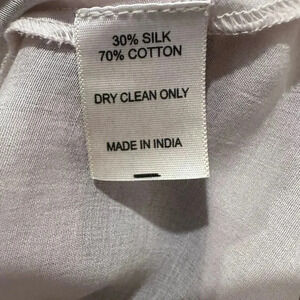 30% SILK
70% COTTON
DRY CLEAN ONLY
MADE IN INDIA